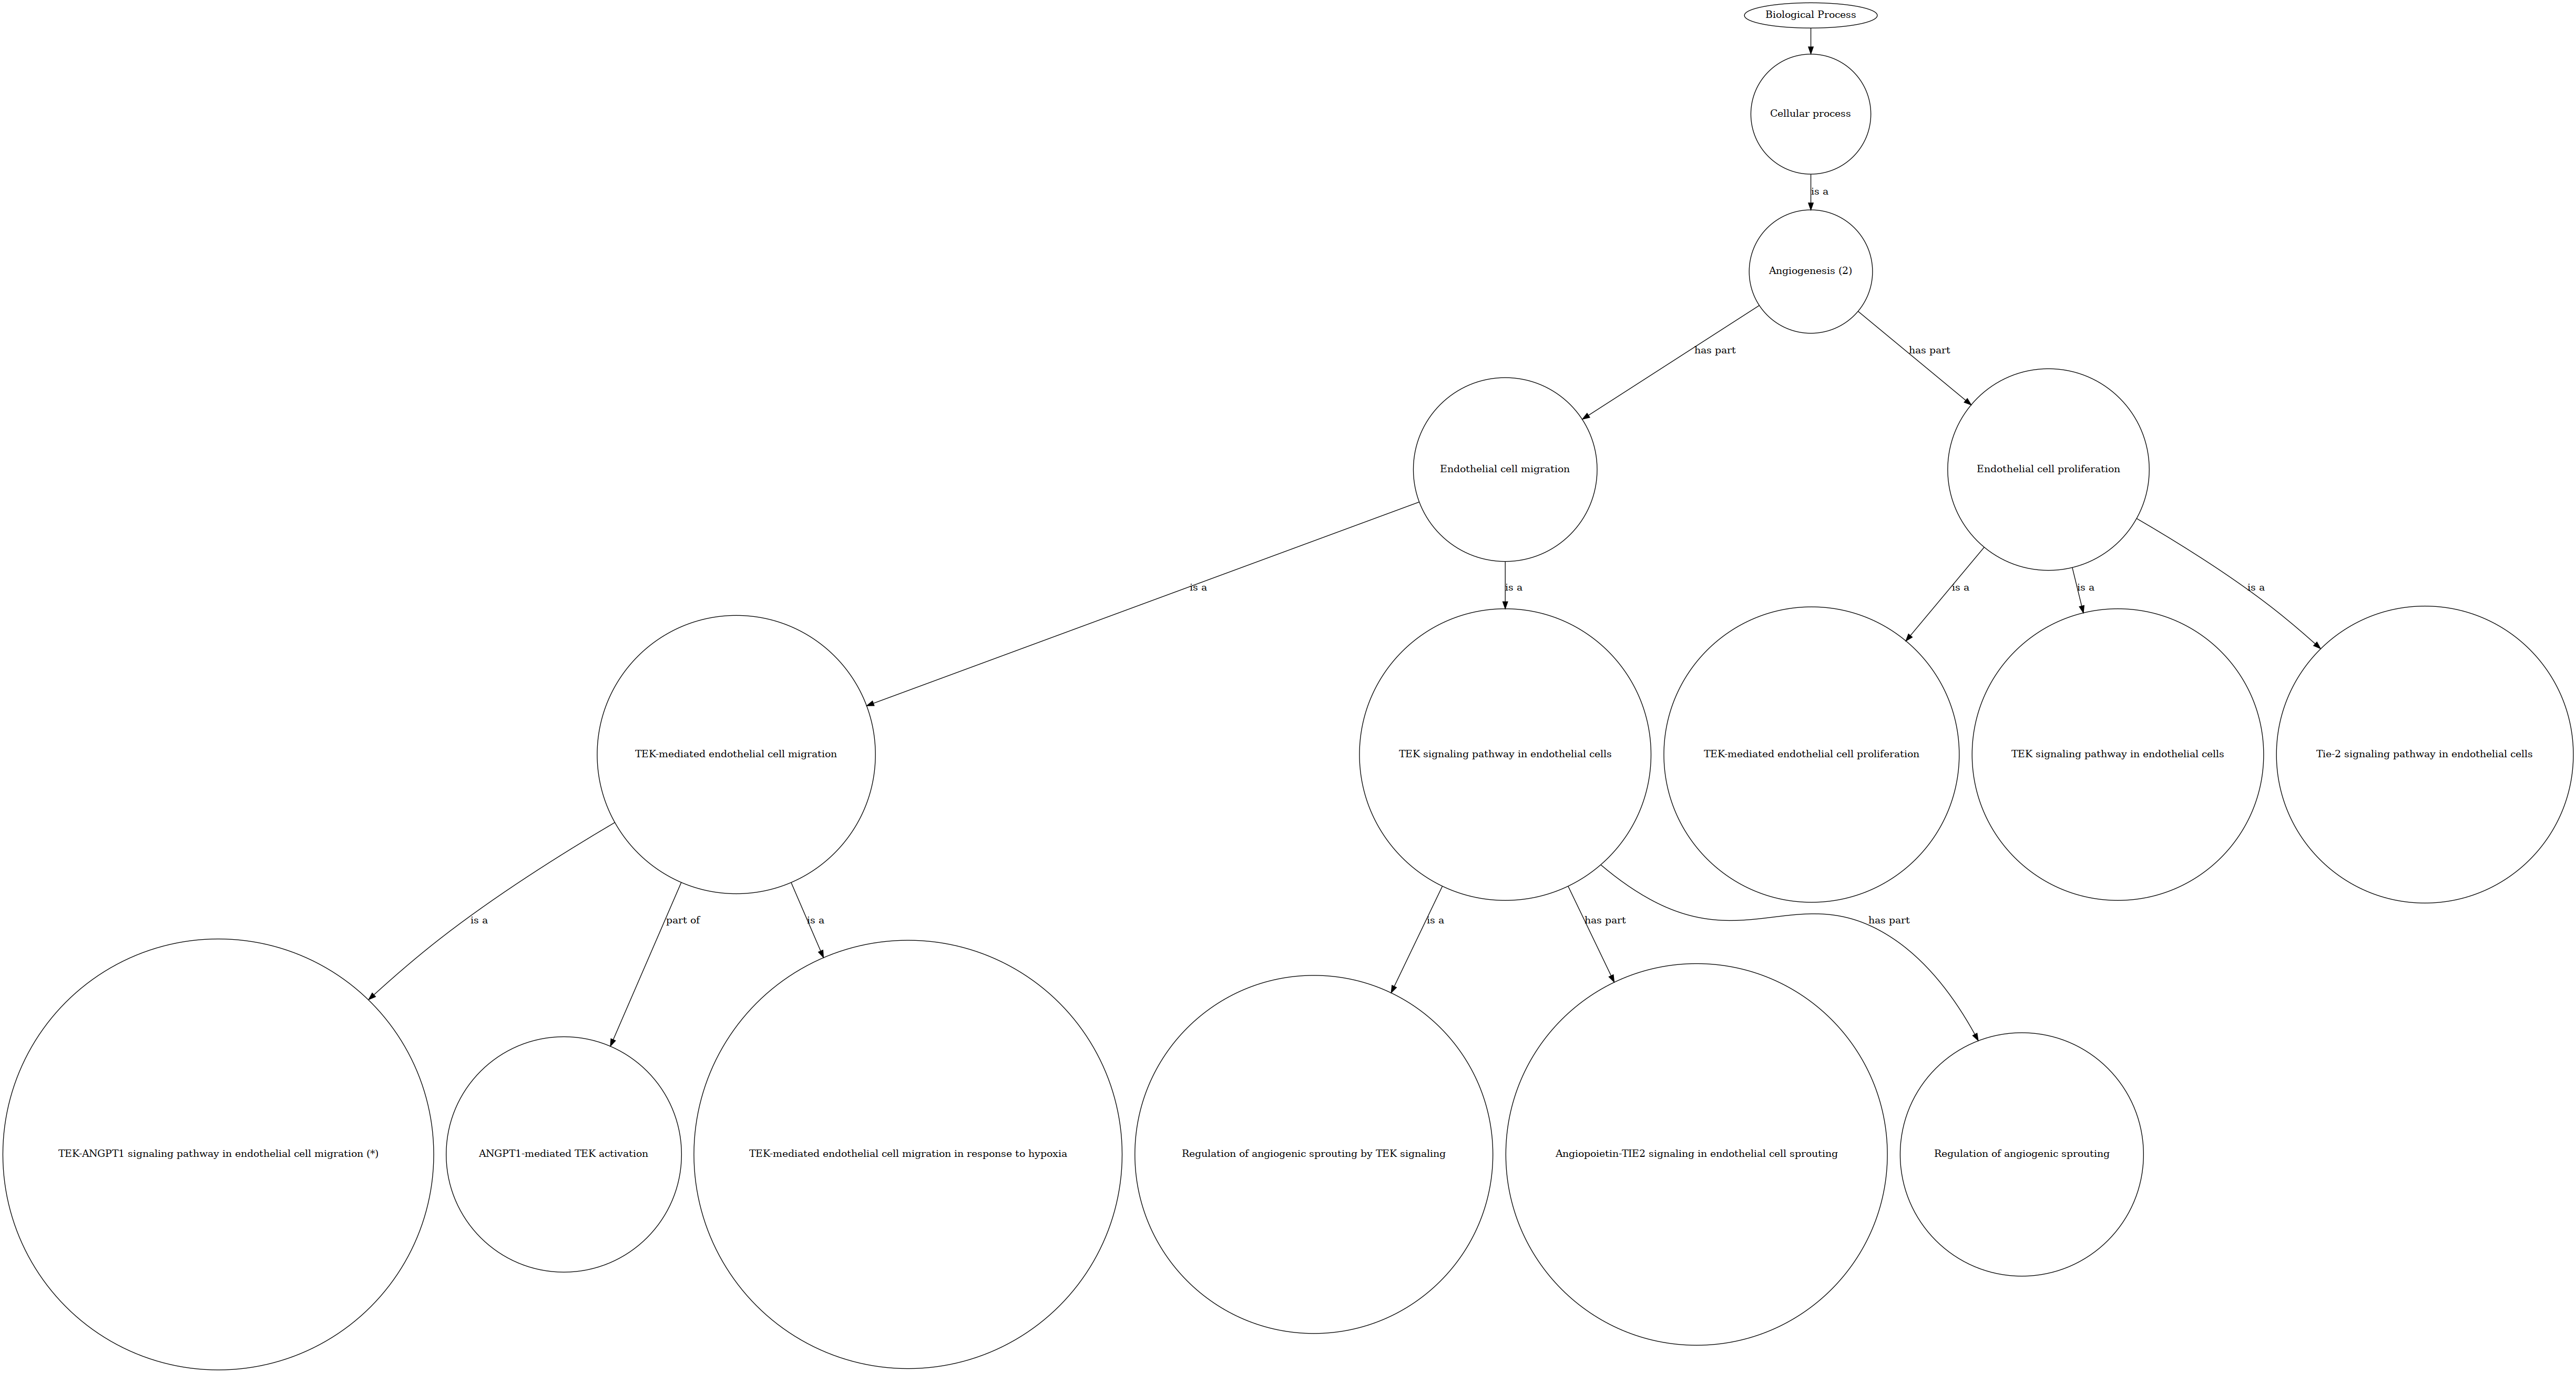 Biological Process
Cellular process
is a
Angiogenesis (2)
has part
has part
Endothelial cell migration
Endothelial cell proliferation
is a
is a
is a
is a
is a
TEK-mediated endothelial cell migration
TEK signaling pathway in endothelial cells
TEK-mediated endothelial cell proliferation
TEK signaling pathway in endothelial cells
Tie-2 signaling pathway in endothelial cells
is a
part of
is a
is a
has part
has part
TEK-ANGPT1 signaling pathway in endothelial cell migration (*)
ANGPT1-mediated TEK activation
TEK-mediated endothelial cell migration in response to hypoxia
Regulation of angiogenic sprouting by TEK signaling
Angiopoietin-TIE2 signaling in endothelial cell sprouting
Regulation of angiogenic sprouting